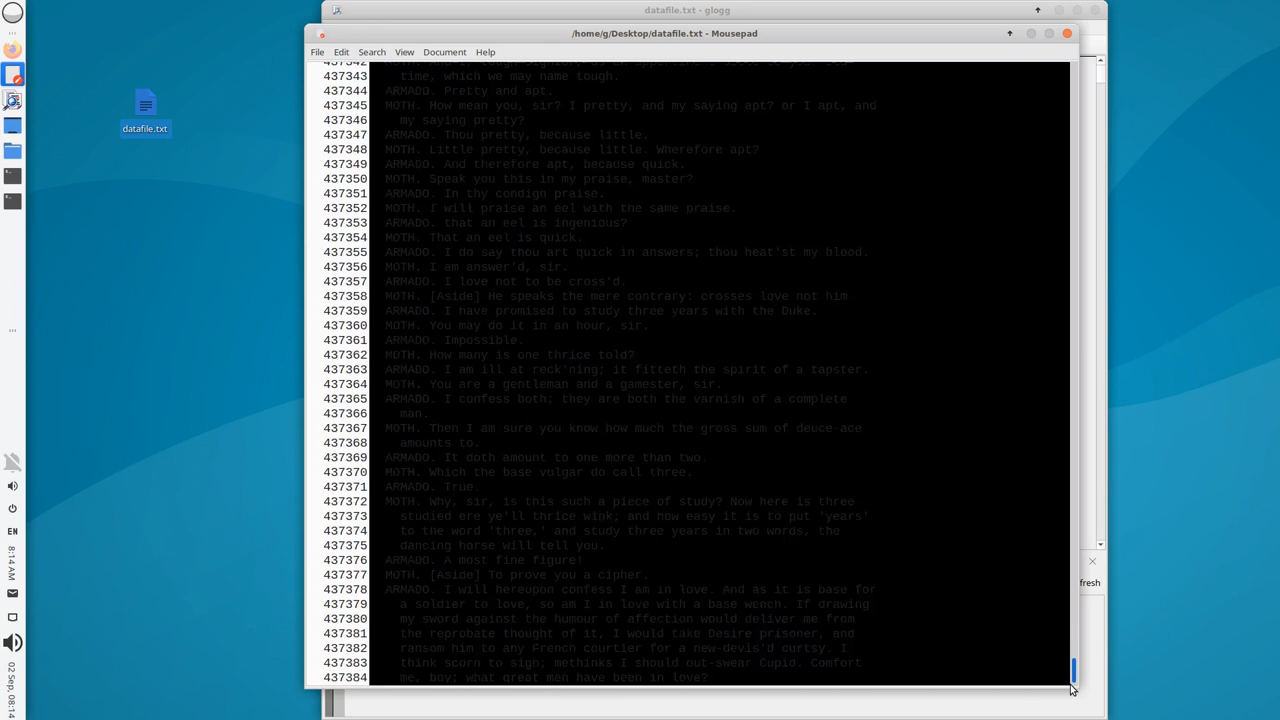 datafile.txt - glogg
/home/g/Desktop/datafile.txt - Mousepad
File Edit Search View Document Help
437343 time, which we may name tough.
437344 ARMADO. Pretty and apt.
437345 MOTH. How mean you, sir? I pretty, and my saying apt? or I apt, and
437346 my saying pretty?
437347 ARMADO. Thou pretty, because little.
437348 MOTH. Little pretty, because little. Wherefore apt?
437349 ARMADO. And therefore apt, because quick.
437350 MOTH. Speak you this in my praise, master?
437351 ARMADO. In thy condign praise.
437352 MOTH. I will praise an eel with the same praise.
437353 ARMADO. that an eel is ingenious?
437354 MOTH. That an eel is quick.
437355 ARMADO. I do say thou art quick in answers; thou heat'st my blood.
437356 MOTH. I am answer'd, sir.
437357 ARMADO. I love not to be cross'd.
437358 MOTH. [Aside] He speaks the mere contrary: crosses love not him
437359 ARMADO. I have promised to study three years with the Duke.
437360 MOTH. You may do it in an hour, sir.
437361 ARMADO. Impossible.
437362 MOTH. How many is one thrice told?
437363 ARMADO. I am ill at reck'ning; it fitteth the spirit of a tapster.
437364 MOTH. You are a gentleman and a gamester, sir.
437365 ARMADO. I confess both; they are both the varnish of a complete
437366 man.
437367 MOTH. Then I am sure you know how much the gross sum of deuce-ace
437368 amounts to.
437369 ARMADO. It doth amount to one more than two.
437370 MOTH. Which the base vulgar do call three.
437371 ARMADO. True.
437372 MOTH. Why, sir, is this such a piece of study? Now here is three
437373 studied ere ye'll thrice wink; and how easy it is to put 'years'
437374 to the word 'three,' and study three years in two words, the
437375 dancing horse will tell you.
437376 ARMADO. A most fine figure!
437377 MOTH. [Aside] To prove you a cipher.
437378 ARMADO. I will hereupon confess I am in love. And as it is base for
437379 a soldier to love, so am I in love with a base wench. If drawing
437380 my sword against the humour of affection would deliver me from
437381 the reprobate thought of it, I would take Desire prisoner, and
437382 ransom him to any French courtier for a new-devis'd curtsy. I
437383 think scorn to sigh; methinks I should out-swear Cupid. Comfort
437384 me, boy; what great men have been in love?
datafile.txt
fresh
EN
8:14 AM
02 Sep, 08:14